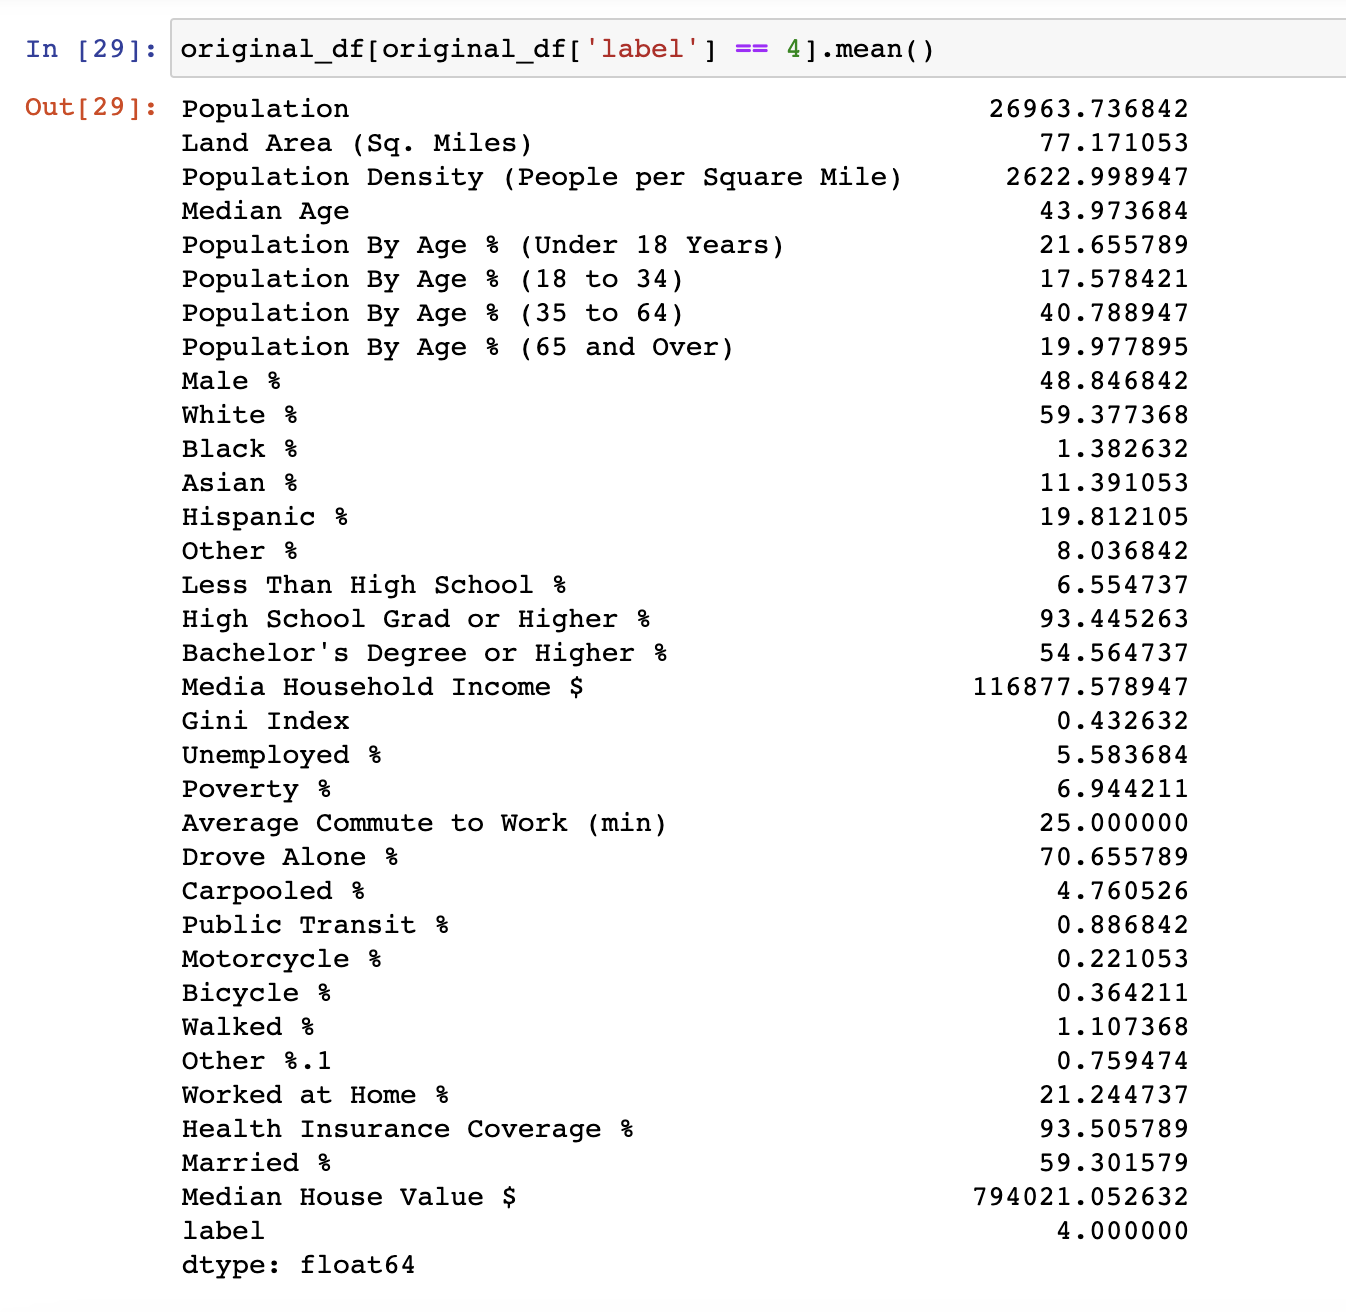 In [29]: original_df[original_df['label'] == 4].mean()
Out[29]: Population 26963.736842
Land Area (Sq. Miles) 77.171053
Population Density (People per Square Mile) 2622.998947
Median Age 43.973684
Population By Age % (Under 18 Years) 21.655789
Population By Age % (18 to 34) 17.578421
Population By Age % (35 to 64) 40.788947
Population By Age % (65 and Over) 19.977895
Male % 48.846842
White % 59.377368
Black % 1.382632
Asian % 11.391053
Hispanic % 19.812105
Other % 8.036842
Less Than High School % 6.554737
High School Grad or Higher % 93.445263
Bachelor's Degree or Higher % 54.564737
Media Household Income $ 116877.578947
Gini Index 0.432632
Unemployed % 5.583684
Poverty % 6.944211
Average Commute to Work (min) 25.000000
Drove Alone % 70.655789
Carpooled % 4.760526
Public Transit % 0.886842
Motorcycle % 0.221053
Bicycle % 0.364211
Walked % 1.107368
Other %.1 0.759474
Worked at Home % 21.244737
Health Insurance Coverage % 93.505789
Married % 59.301579
Median House Value $ 794021.052632
label 4.000000
dtype: float64